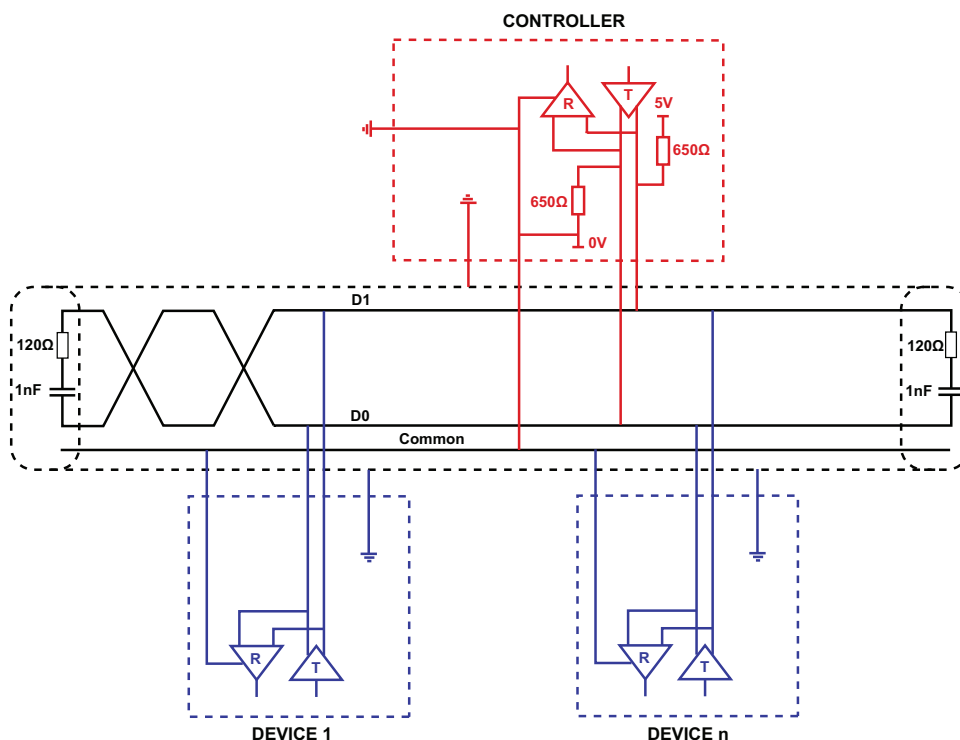 CONTROLLER
R
T
5V
650Ω
650Ω
0V
D1
120Ω
1nF
120Ω
1nF
D0
Common
R
T
R
T
DEVICE 1
DEVICE n